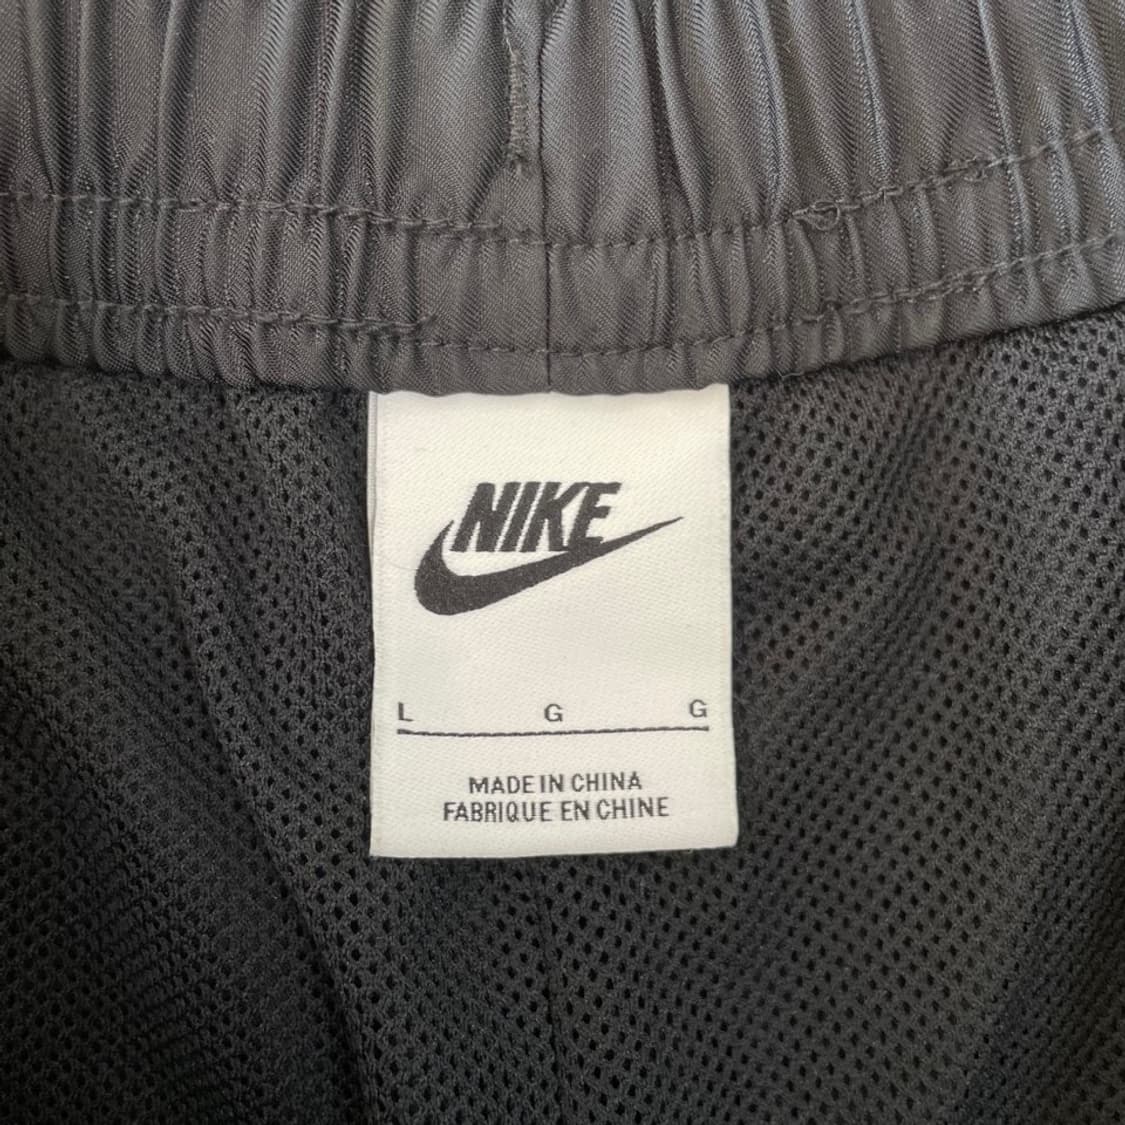 NIKE
L G G
MADE IN CHINA
FABRIQUE EN CHINE